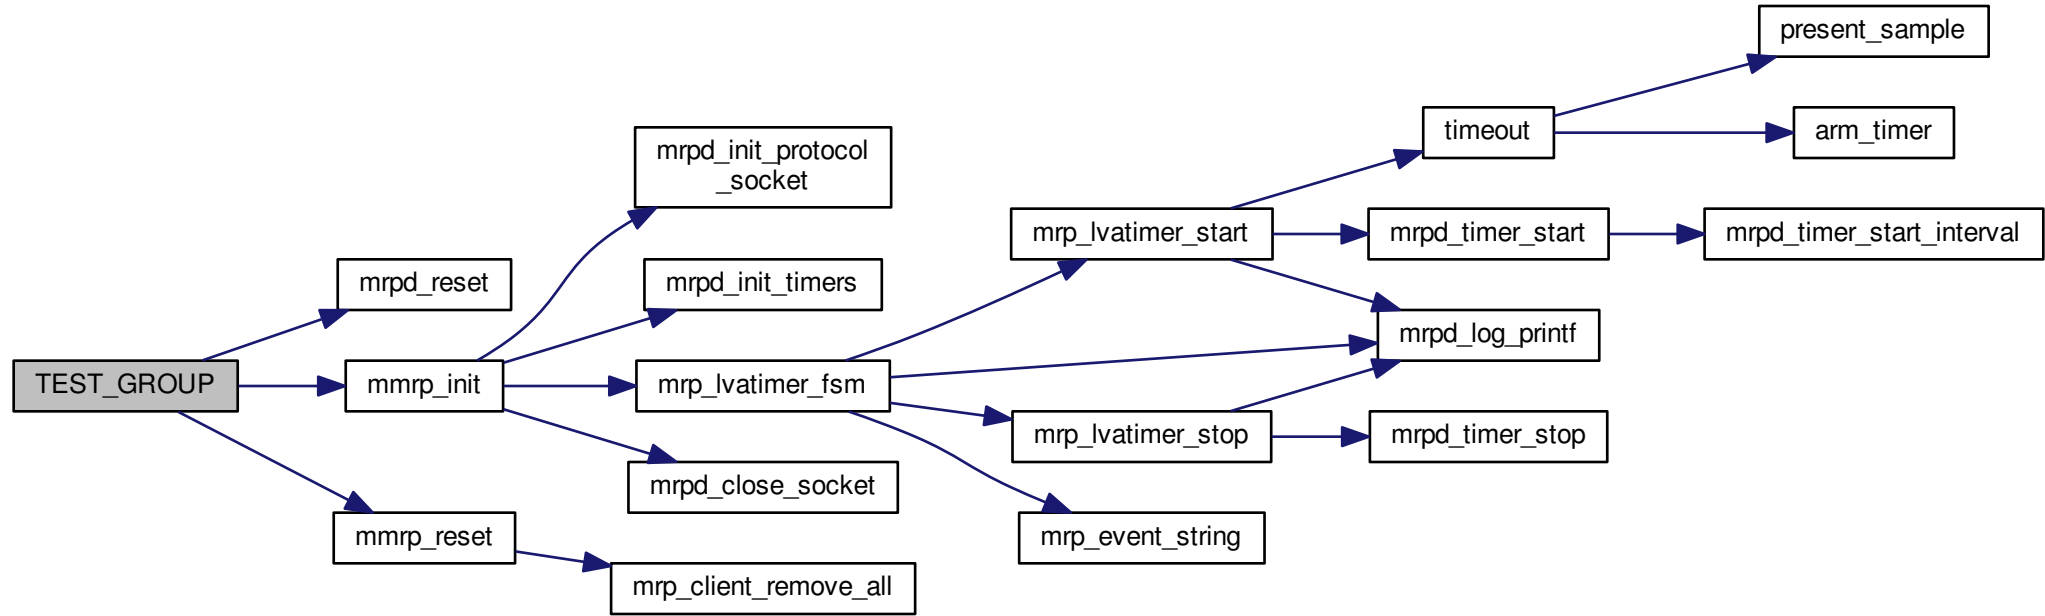 TEST_GROUP
mrpd_reset
mmrp_init
mmrp_reset
mrpd_init_protocol
_socket
mrpd_init_timers
mrp_lvatimer_fsm
mrpd_close_socket
mrp_client_remove_all
mrp_lvatimer_start
mrp_lvatimer_stop
mrp_event_string
timeout
mrpd_timer_start
mrpd_log_printf
mrpd_timer_stop
present_sample
arm_timer
mrpd_timer_start_interval